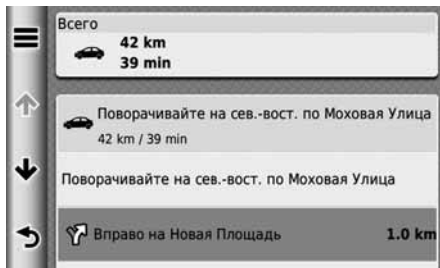 Всего
42 km
39 min
Поворачивайте на сев.-вост. по Моховая Улица
42 km / 39 min
Поворачивайте на сев.-вост. по Моховая Улица
Вправо на Новая Площадь 1.0 km